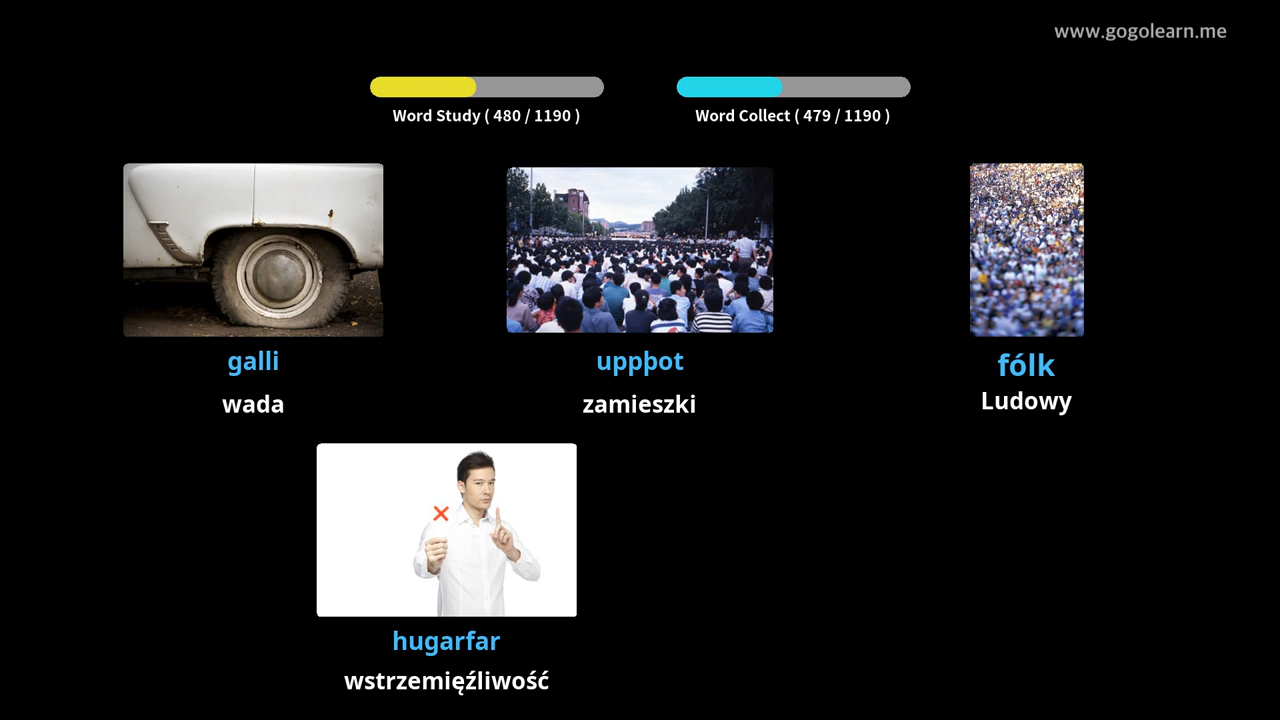 www.gogolearn.me
Word Study ( 480 / 1190 )
Word Collect ( 479 / 1190 )
galli
uppþot
fólk
wada
zamieszki
Ludowy
hugarfar
wstrzemięźliwość